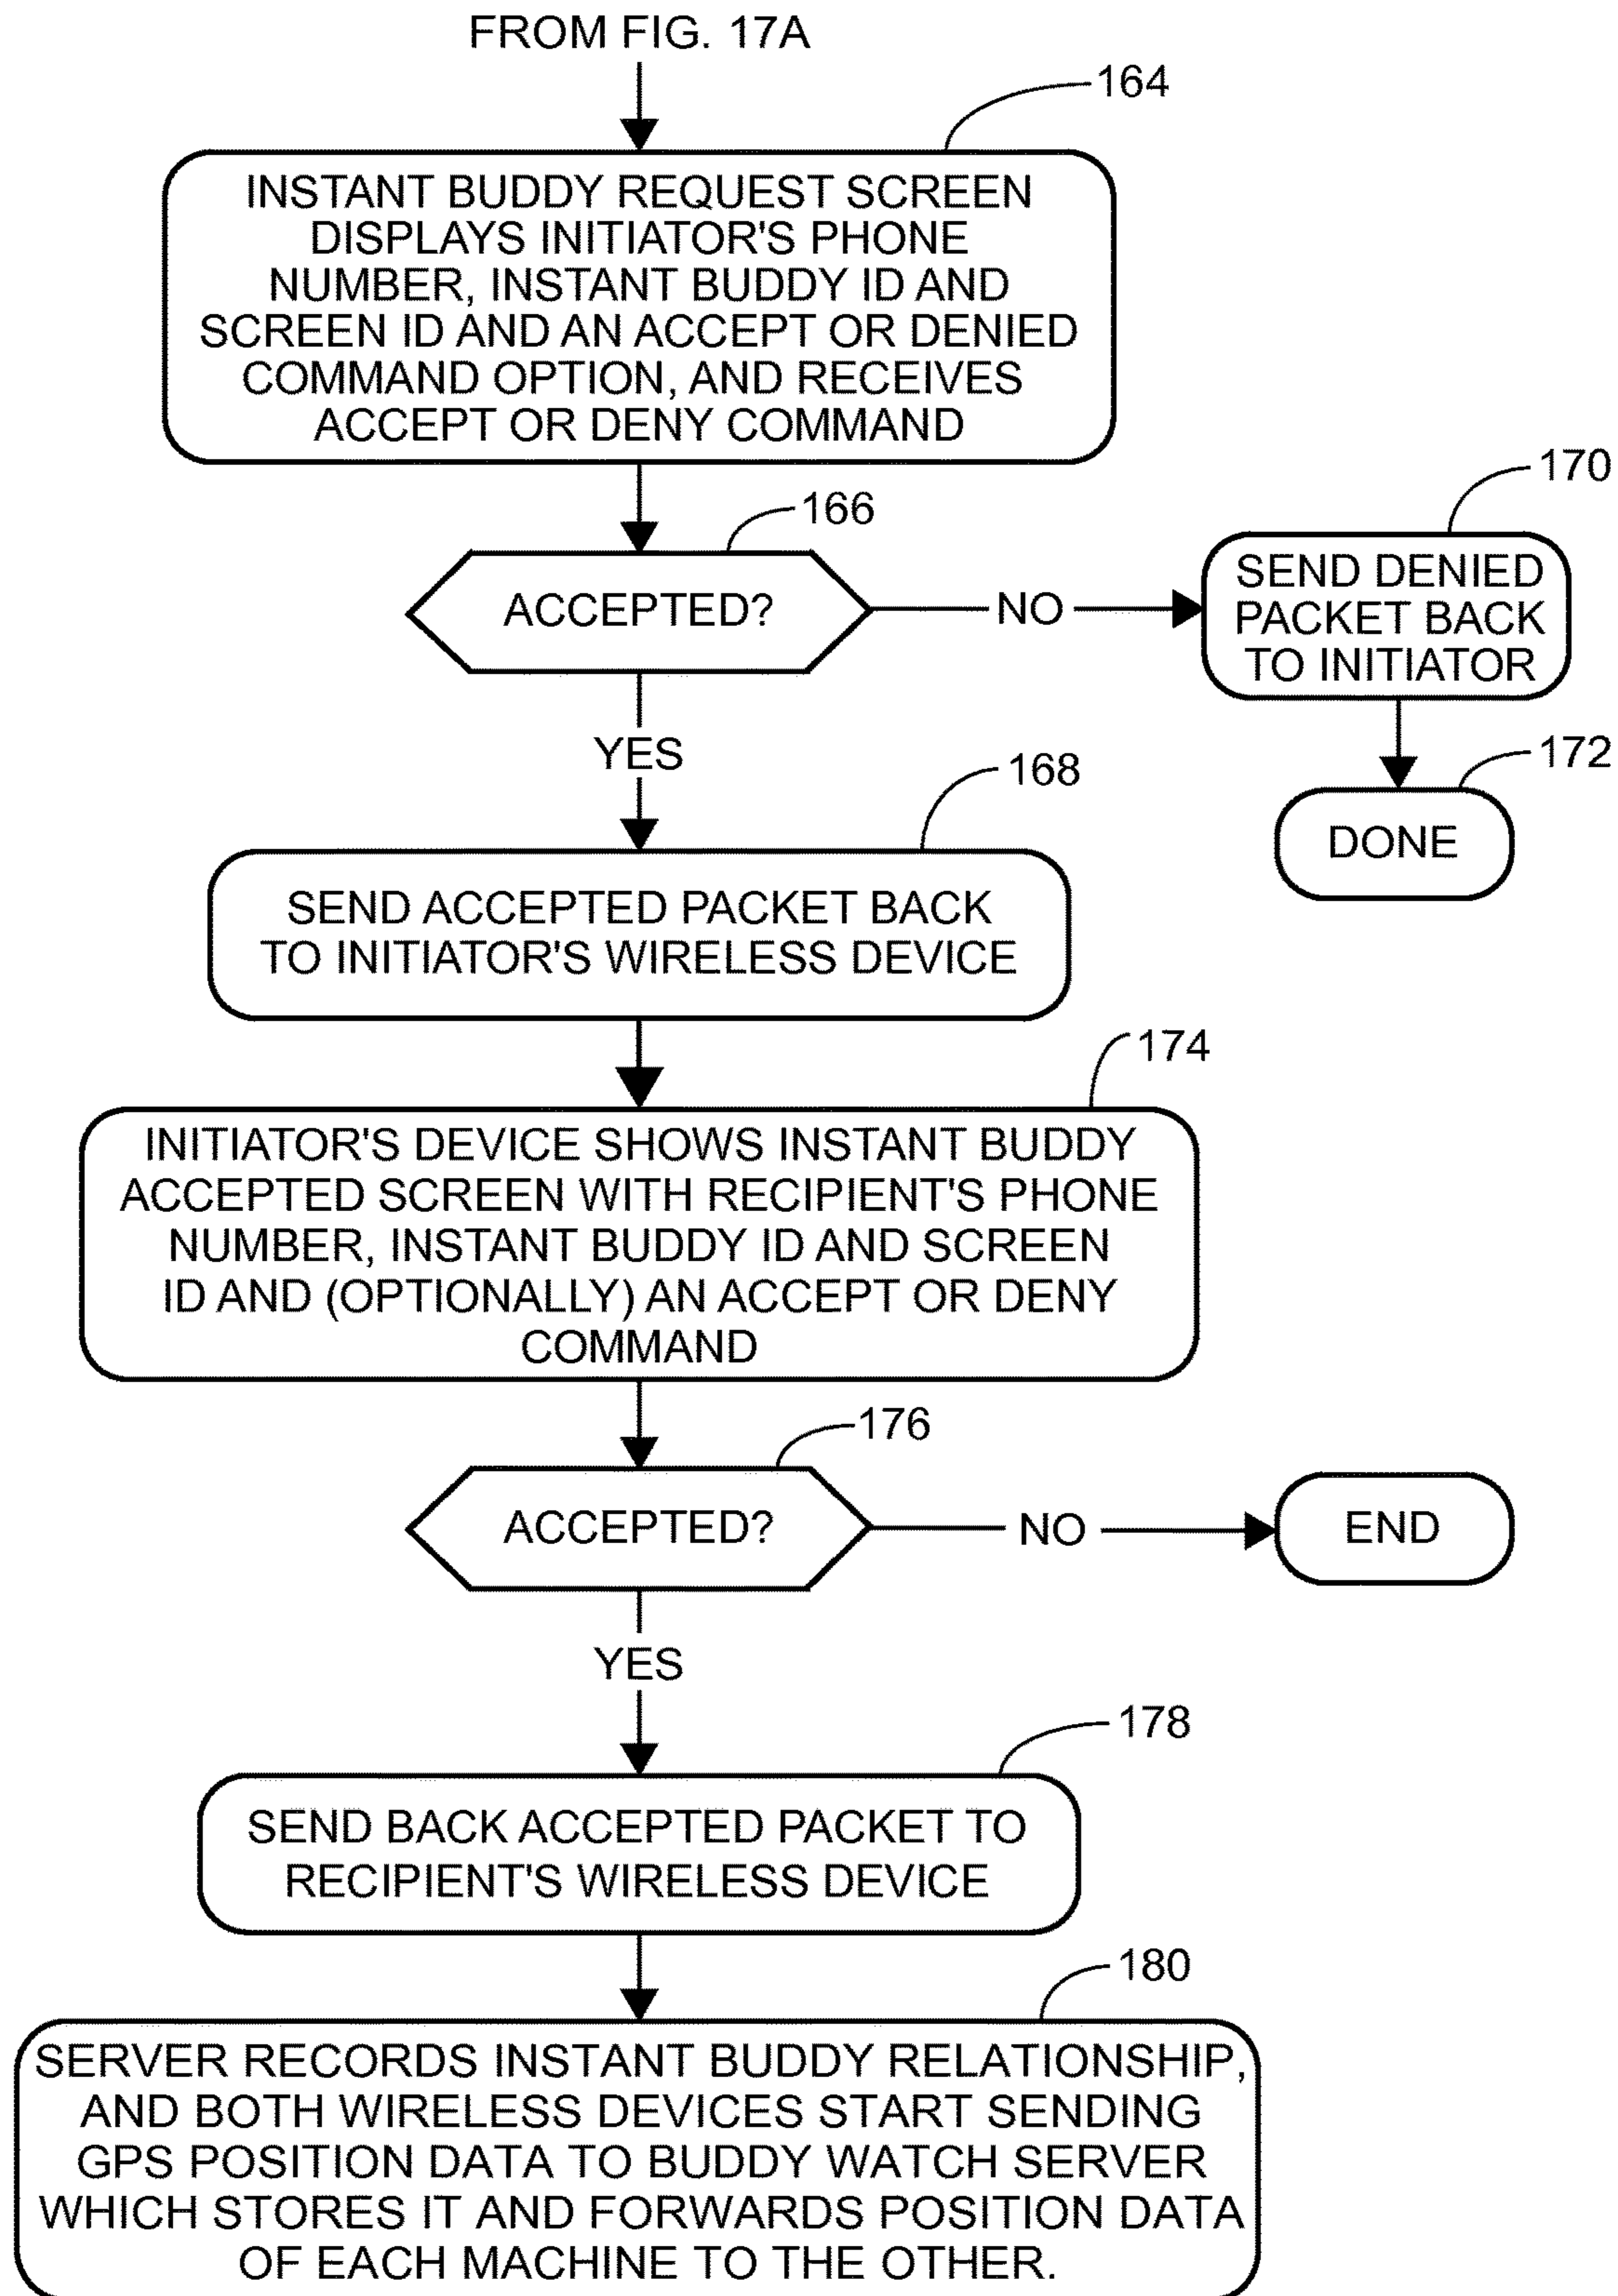 FROM FIG. 17A
164
INSTANT BUDDY REQUEST SCREEN
DISPLAYS INITIATOR'S PHONE
NUMBER, INSTANT BUDDY ID AND
SCREEN ID AND AN ACCEPT OR DENIED
COMMAND OPTION, AND RECEIVES
ACCEPT OR DENY COMMAND
166
ACCEPTED?
NO
170
SEND DENIED
PACKET BACK
TO INITIATOR
172
DONE
YES
168
SEND ACCEPTED PACKET BACK
TO INITIATOR'S WIRELESS DEVICE
174
INITIATOR'S DEVICE SHOWS INSTANT BUDDY
ACCEPTED SCREEN WITH RECIPIENT'S PHONE
NUMBER, INSTANT BUDDY ID AND SCREEN
ID AND (OPTIONALLY) AN ACCEPT OR DENY
COMMAND
176
ACCEPTED?
NO
END
YES
178
SEND BACK ACCEPTED PACKET TO
RECIPIENT'S WIRELESS DEVICE
180
SERVER RECORDS INSTANT BUDDY RELATIONSHIP,
AND BOTH WIRELESS DEVICES START SENDING
GPS POSITION DATA TO BUDDY WATCH SERVER
WHICH STORES IT AND FORWARDS POSITION DATA
OF EACH MACHINE TO THE OTHER.